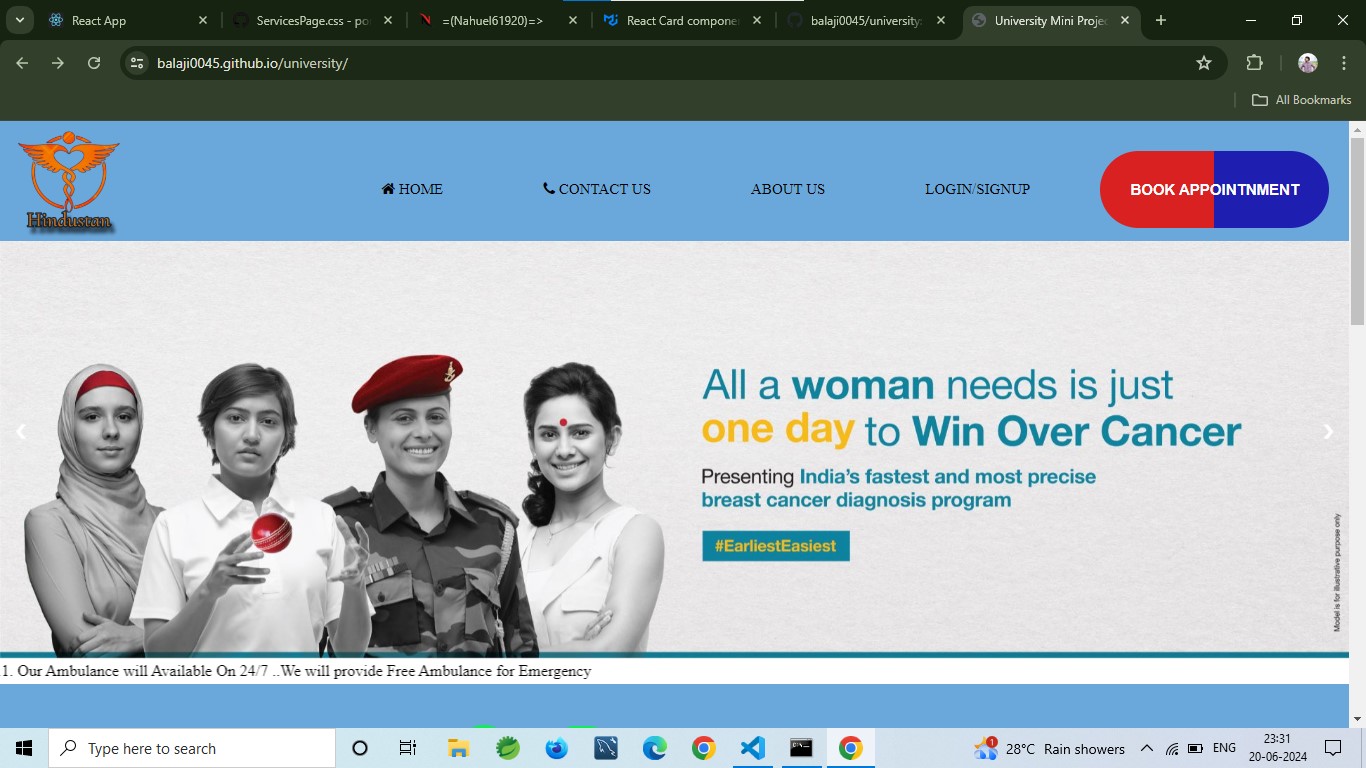 React App
ServicesPage.css - po
=(Nahuel61920)=>
React Card compone
balaji0045/university:
University Mini Projec
balaji0045.github.io/university/
All Bookmarks
Hindustan
HOME
CONTACT US
ABOUT US
LOGIN/SIGNUP
BOOK APPOINTNMENT
All a woman needs is just
one day to Win Over Cancer
Presenting India's fastest and most precise
breast cancer diagnosis program
#EarliestEasiest
Model is for illustrative purpose only
1. Our Ambulance will Available On 24/7 ..We will provide Free Ambulance for Emergency
Type here to search
1
28°C Rain showers
ENG
23:31
20-06-2024